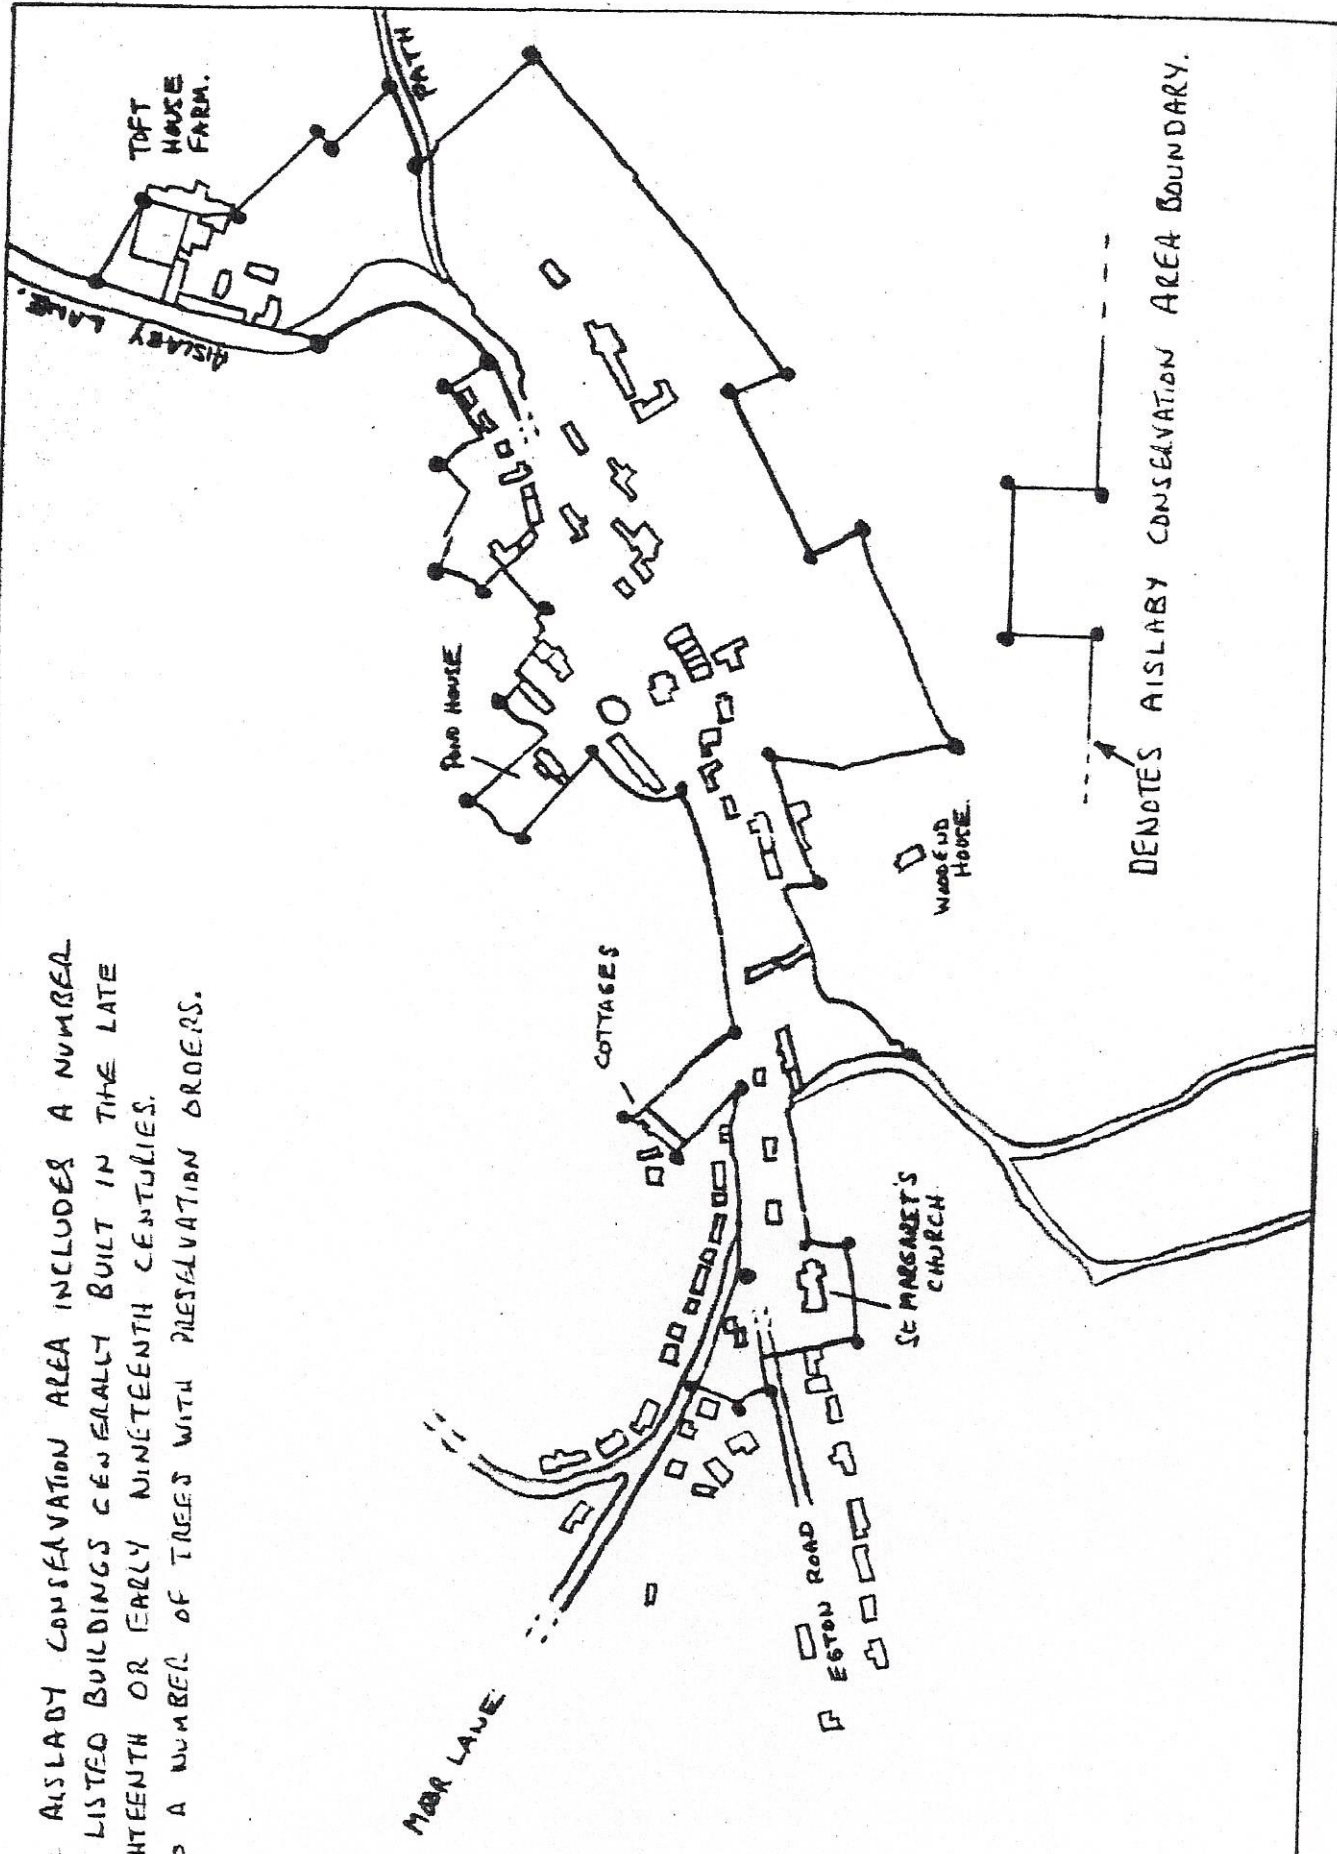 AISLABY CONSERVATION AREA INCLUDES A NUMBER
LISTED BUILDINGS GENERALLY BUILT IN THE LATE
HTEENTH OR EARLY NINETEENTH CENTURIES.
A NUMBER OF TREES WITH PRESERVATION ORDERS.
MOOR LANE
EGTON ROAD
St MARGARET'S
CHURCH
COTTAGES
WOODEND
HOUSE.
POND HOUSE
AISLABY LANE.
TOFT
HOUSE
FARM.
PATH
DENOTES AISLABY CONSERVATION AREA BOUNDARY.